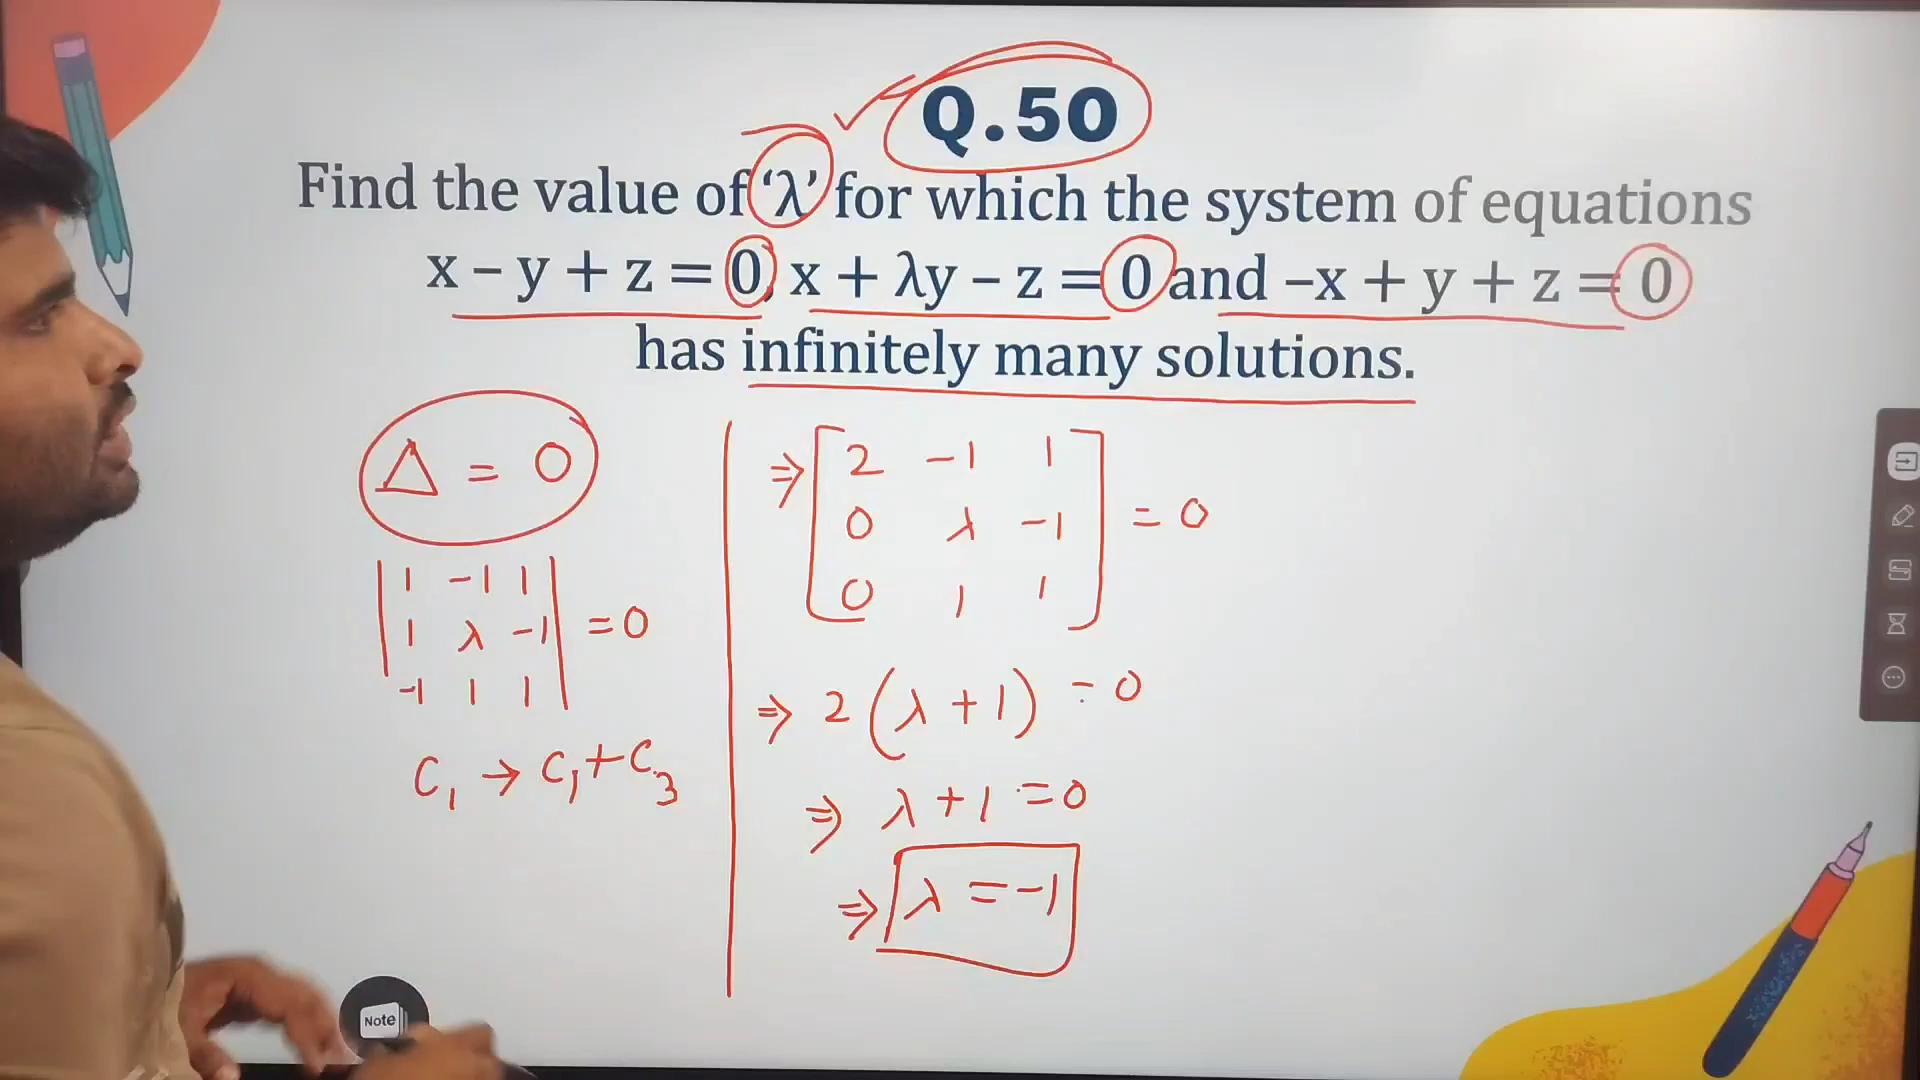 Q.50
Find the value of ‘λ’ for which the system of equations
x – y + z = 0, x + λy – z = 0 and –x + y + z = 0
has infinitely many solutions.
Δ = 0
1 -1 1
1 λ -1 = 0
-1 1 1
C₁ → C₁ + C₃
⇒ 2 -1 1
0 λ -1 = 0
0 1 1
⇒ 2 (λ + 1) = 0
⇒ λ + 1 = 0
⇒ λ = -1
Note